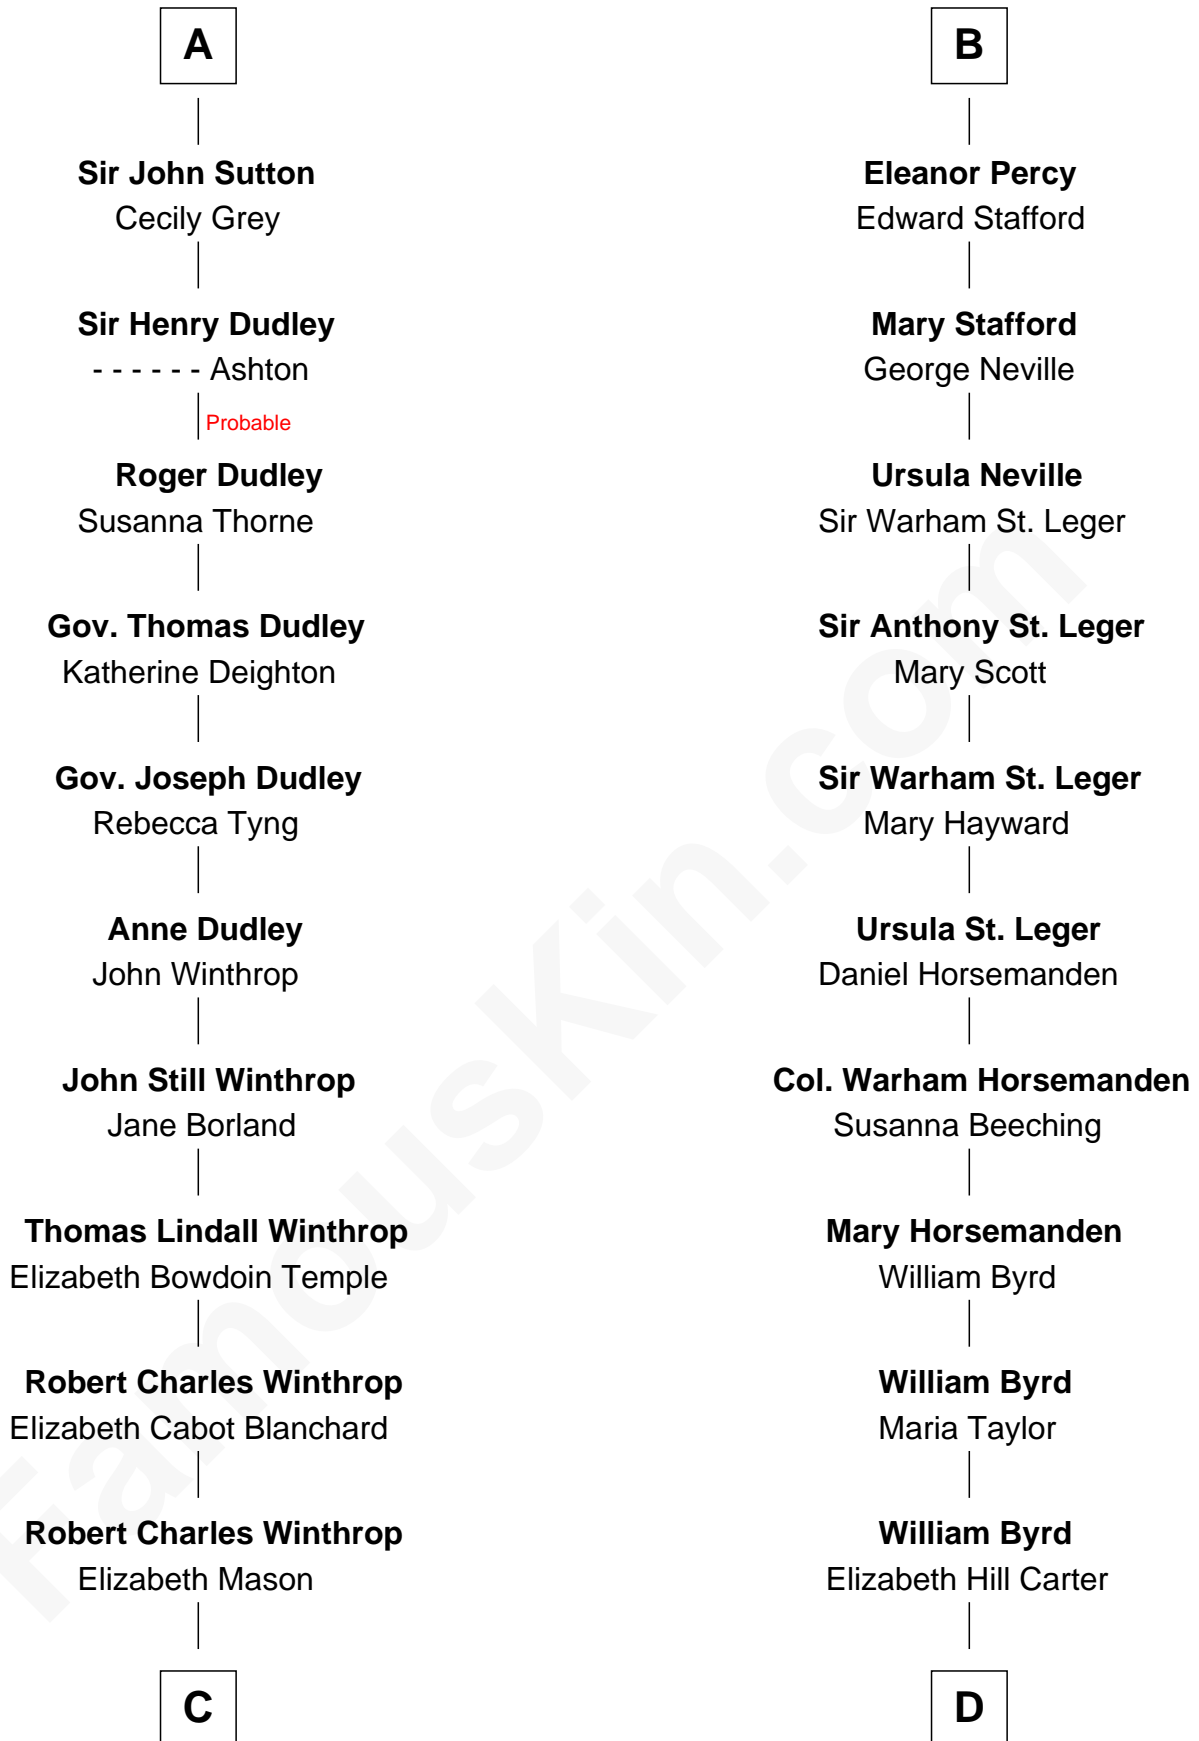 A
Sir John Sutton
Cecily Grey
Sir Henry Dudley
- - - - - - Ashton
Probable
Roger Dudley
Susanna Thorne
Gov. Thomas Dudley
Katherine Deighton
Gov. Joseph Dudley
Rebecca Tyng
Anne Dudley
John Winthrop
John Still Winthrop
Jane Borland
Thomas Lindall Winthrop
Elizabeth Bowdoin Temple
Robert Charles Winthrop
Elizabeth Cabot Blanchard
Robert Charles Winthrop
Elizabeth Mason
C
B
Eleanor Percy
Edward Stafford
Mary Stafford
George Neville
Ursula Neville
Sir Warham St. Leger
Sir Anthony St. Leger
Mary Scott
Sir Warham St. Leger
Mary Hayward
Ursula St. Leger
Daniel Horsemanden
Col. Warham Horsemanden
Susanna Beeching
Mary Horsemanden
William Byrd
William Byrd
Maria Taylor
William Byrd
Elizabeth Hill Carter
D
FamousKin.com